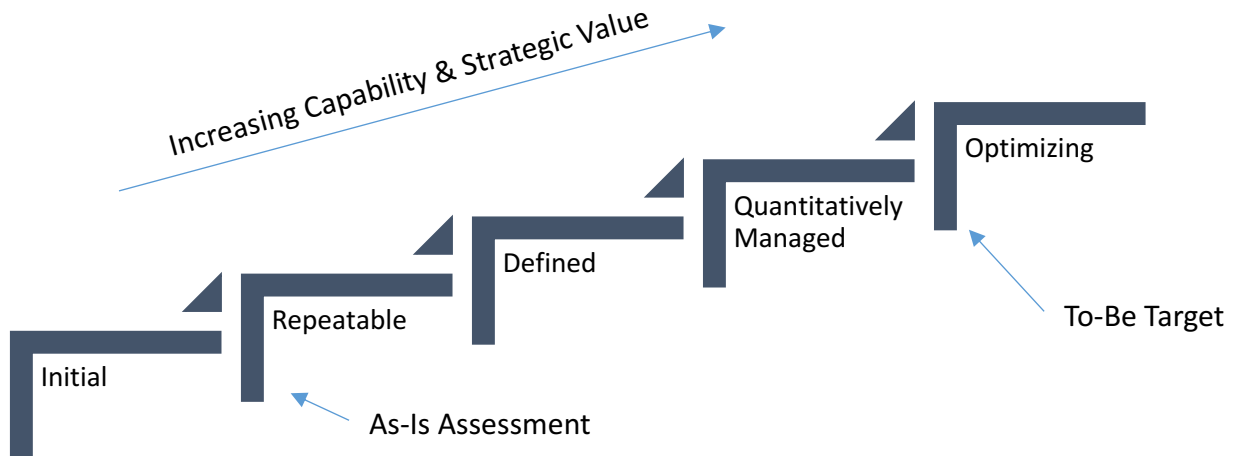 Increasing Capability & Strategic Value
Optimizing
Quantitatively
Managed
Defined
Repeatable
Initial
To-Be Target
As-Is Assessment